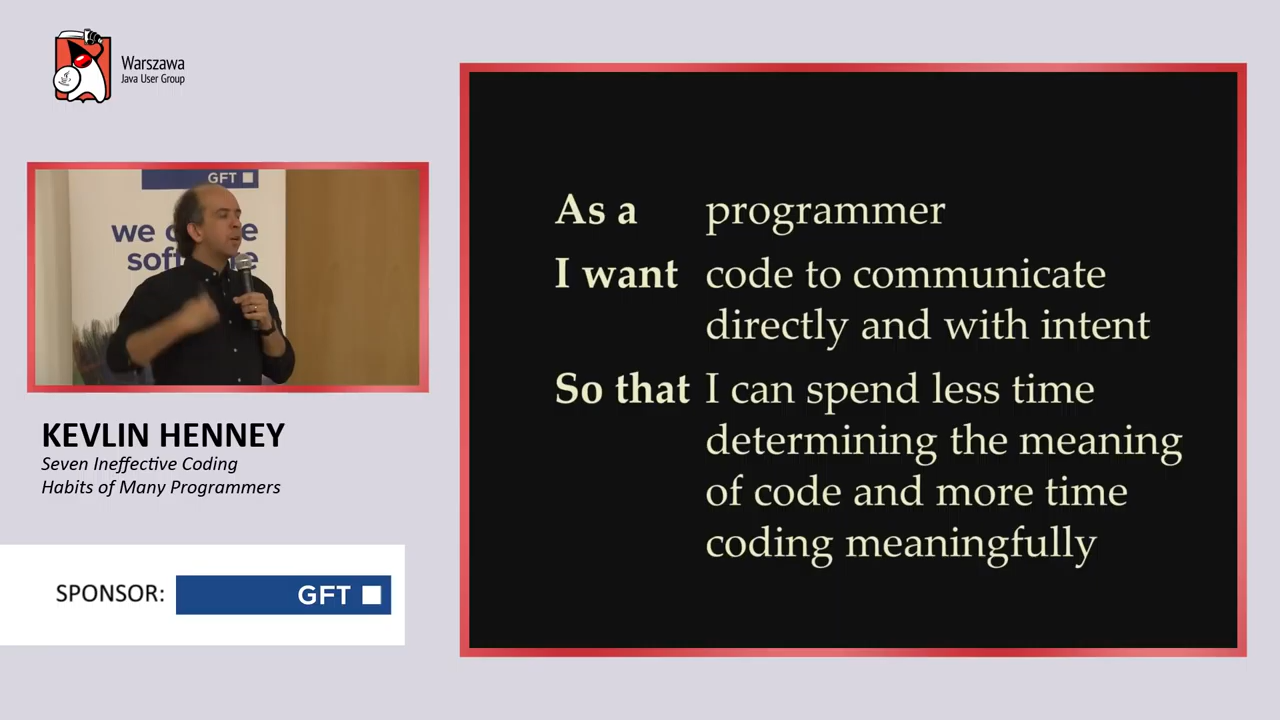 Warszawa
Java User Group
GFT
we
soft
KEVLIN HENNEY
Seven Ineffective Coding
Habits of Many Programmers
SPONSOR:
GFT
As a programmer
I want code to communicate
directly and with intent
So that I can spend less time
determining the meaning
of code and more time
coding meaningfully